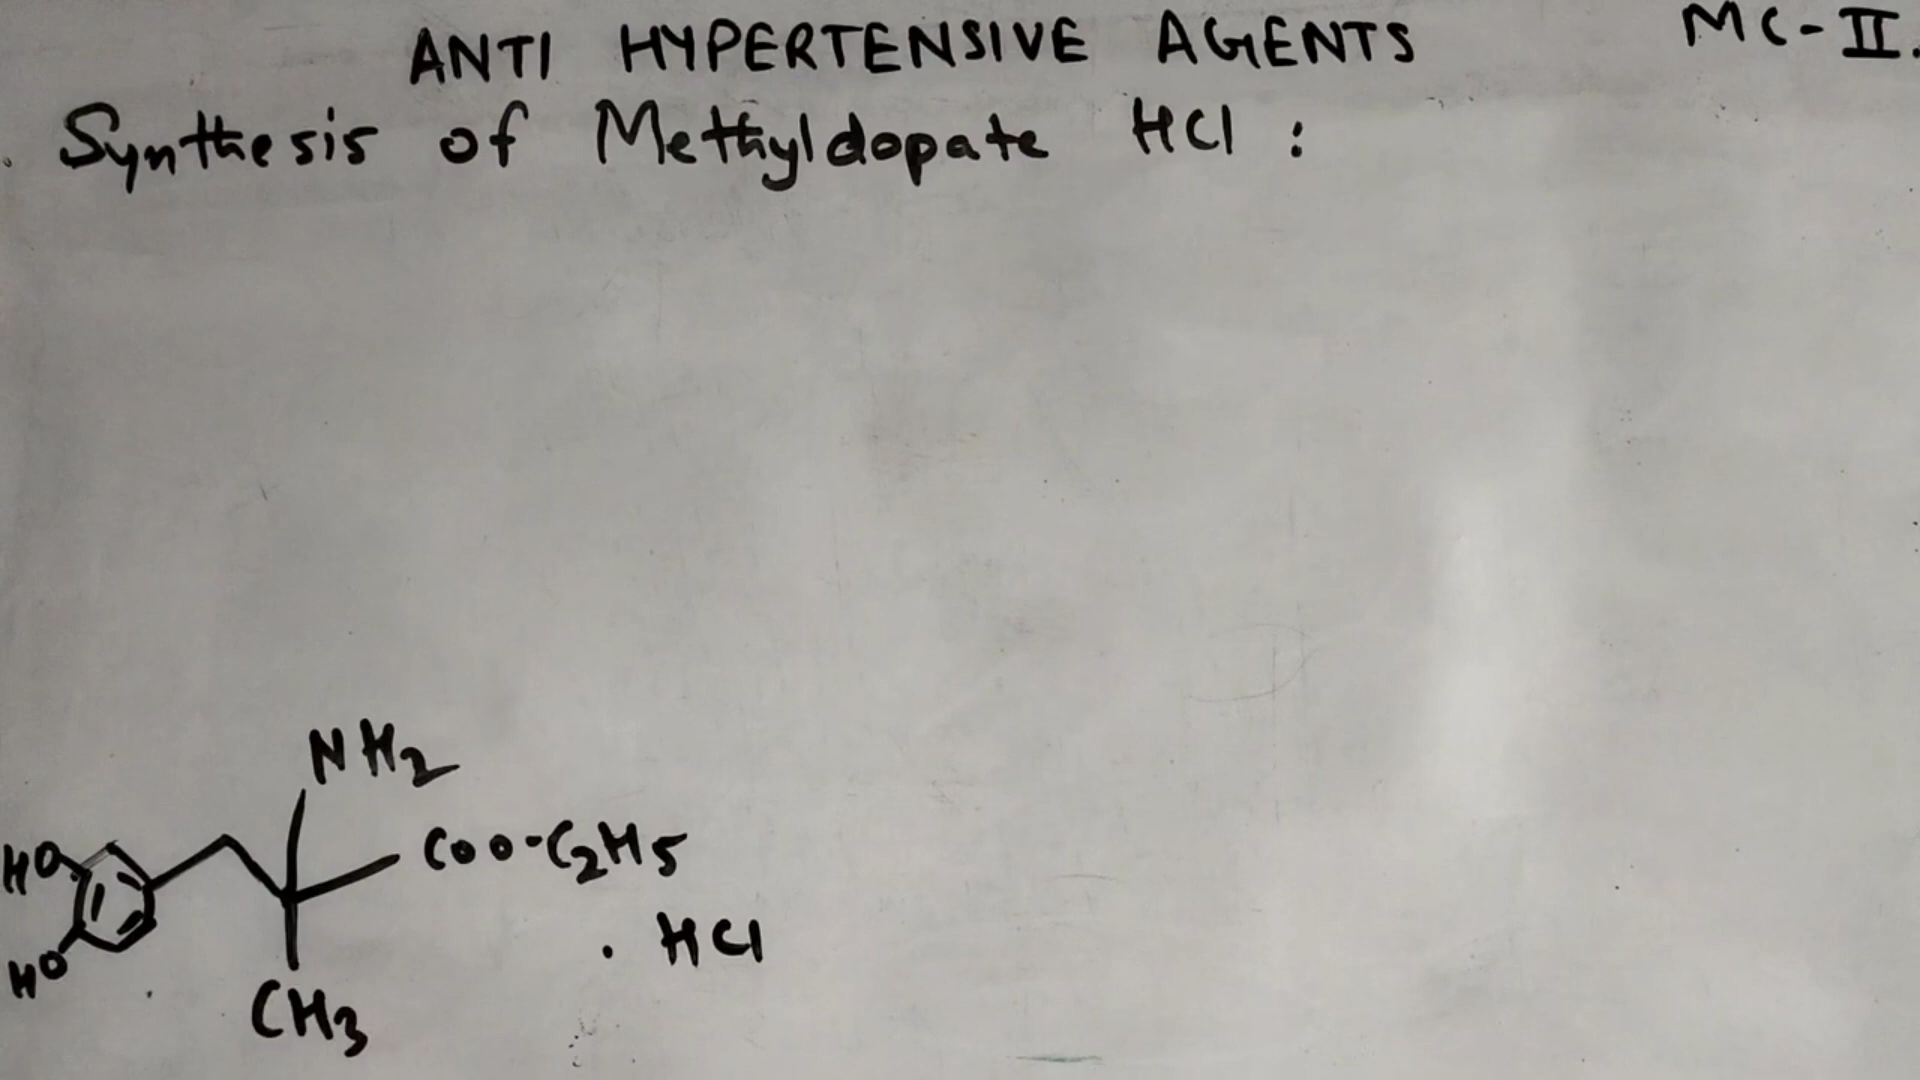 ANTI HYPERTENSIVE AGENTS MC-II.
Synthesis of Methyldopate HCl :
NH2
HO COO-C2H5
. HCl
HO
CH3